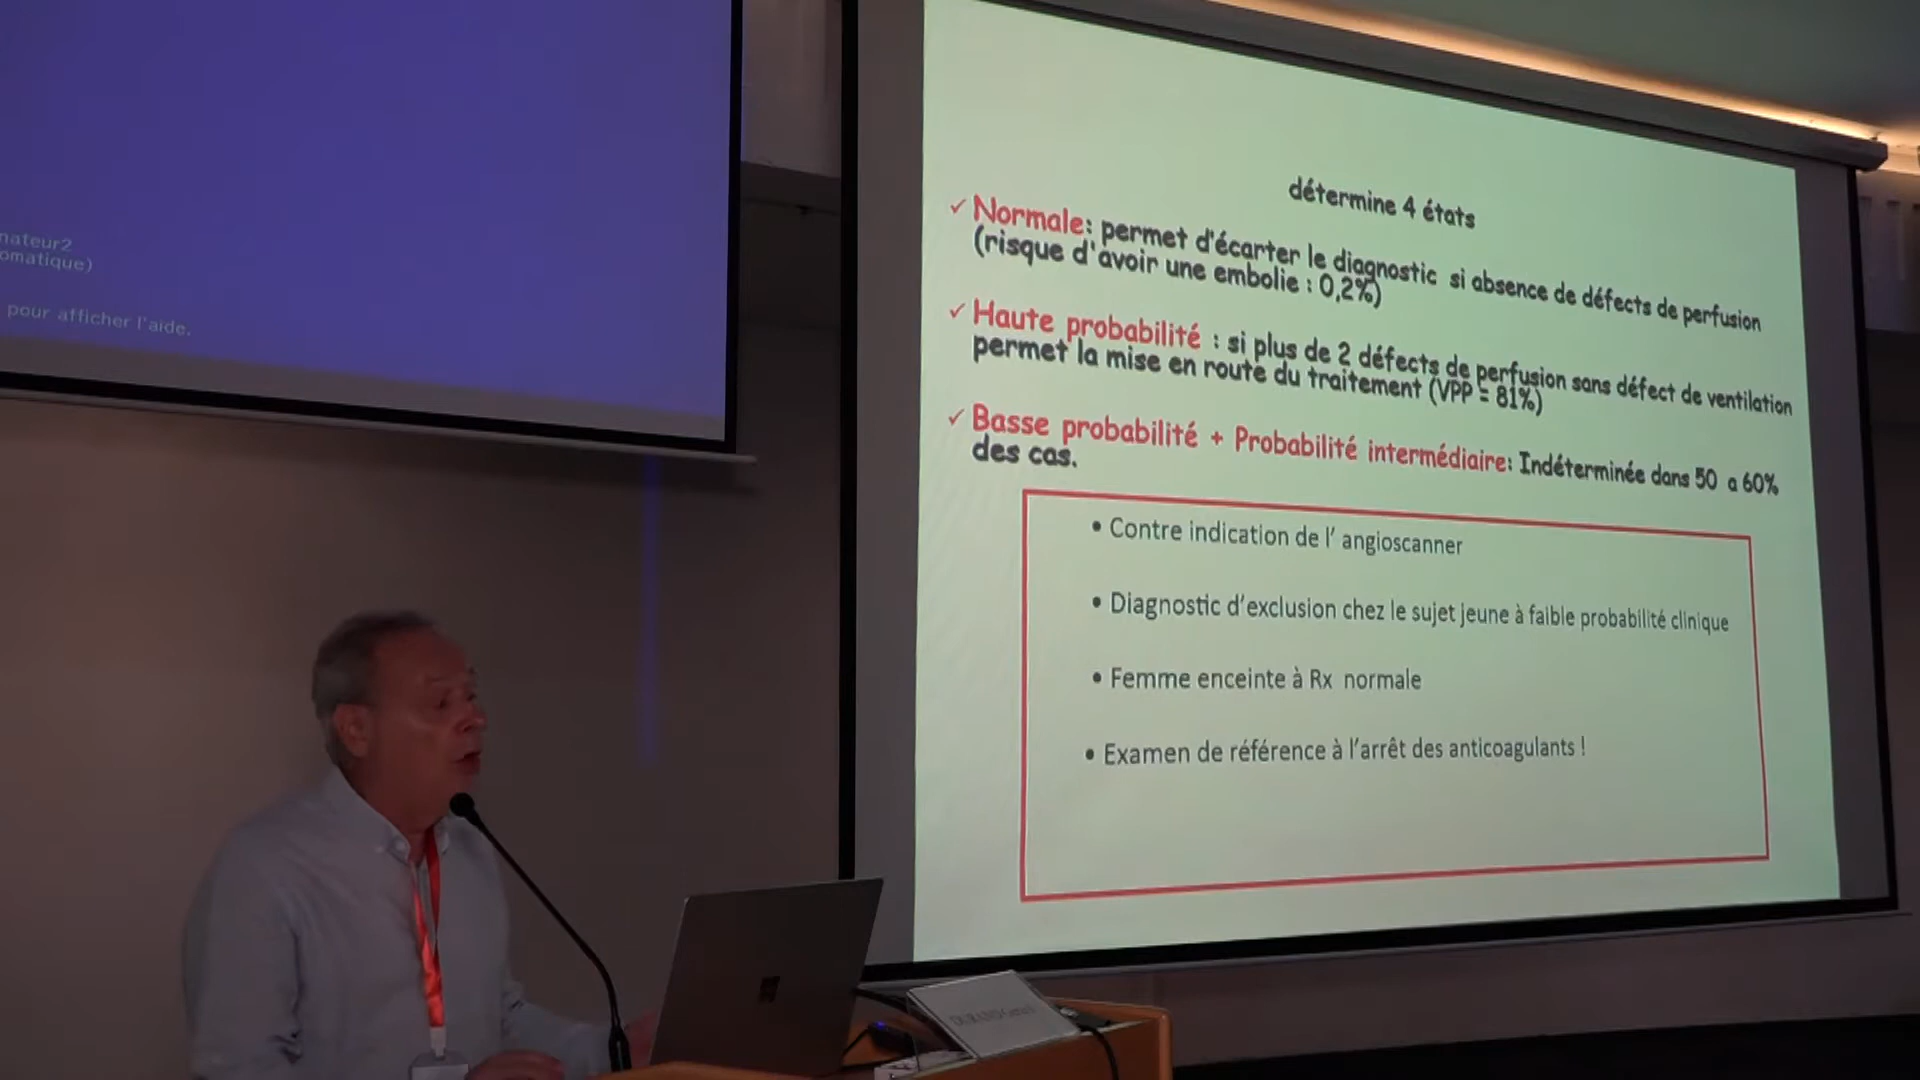 nateur2
omatique)
pour afficher l'aide.
détermine 4 états
✓ Normale: permet d'écarter le diagnostic si absence de défects de perfusion
(risque d'avoir une embolie : 0,2%)
✓ Haute probabilité : si plus de 2 défects de perfusion sans défect de ventilation
permet la mise en route du traitement (VPP = 81%)
✓ Basse probabilité + Probabilité intermédiaire: Indéterminée dans 50 a 60%
des cas.
• Contre indication de l' angioscanner
• Diagnostic d'exclusion chez le sujet jeune à faible probabilité clinique
• Femme enceinte à Rx normale
• Examen de référence à l'arrêt des anticoagulants !
DURAND